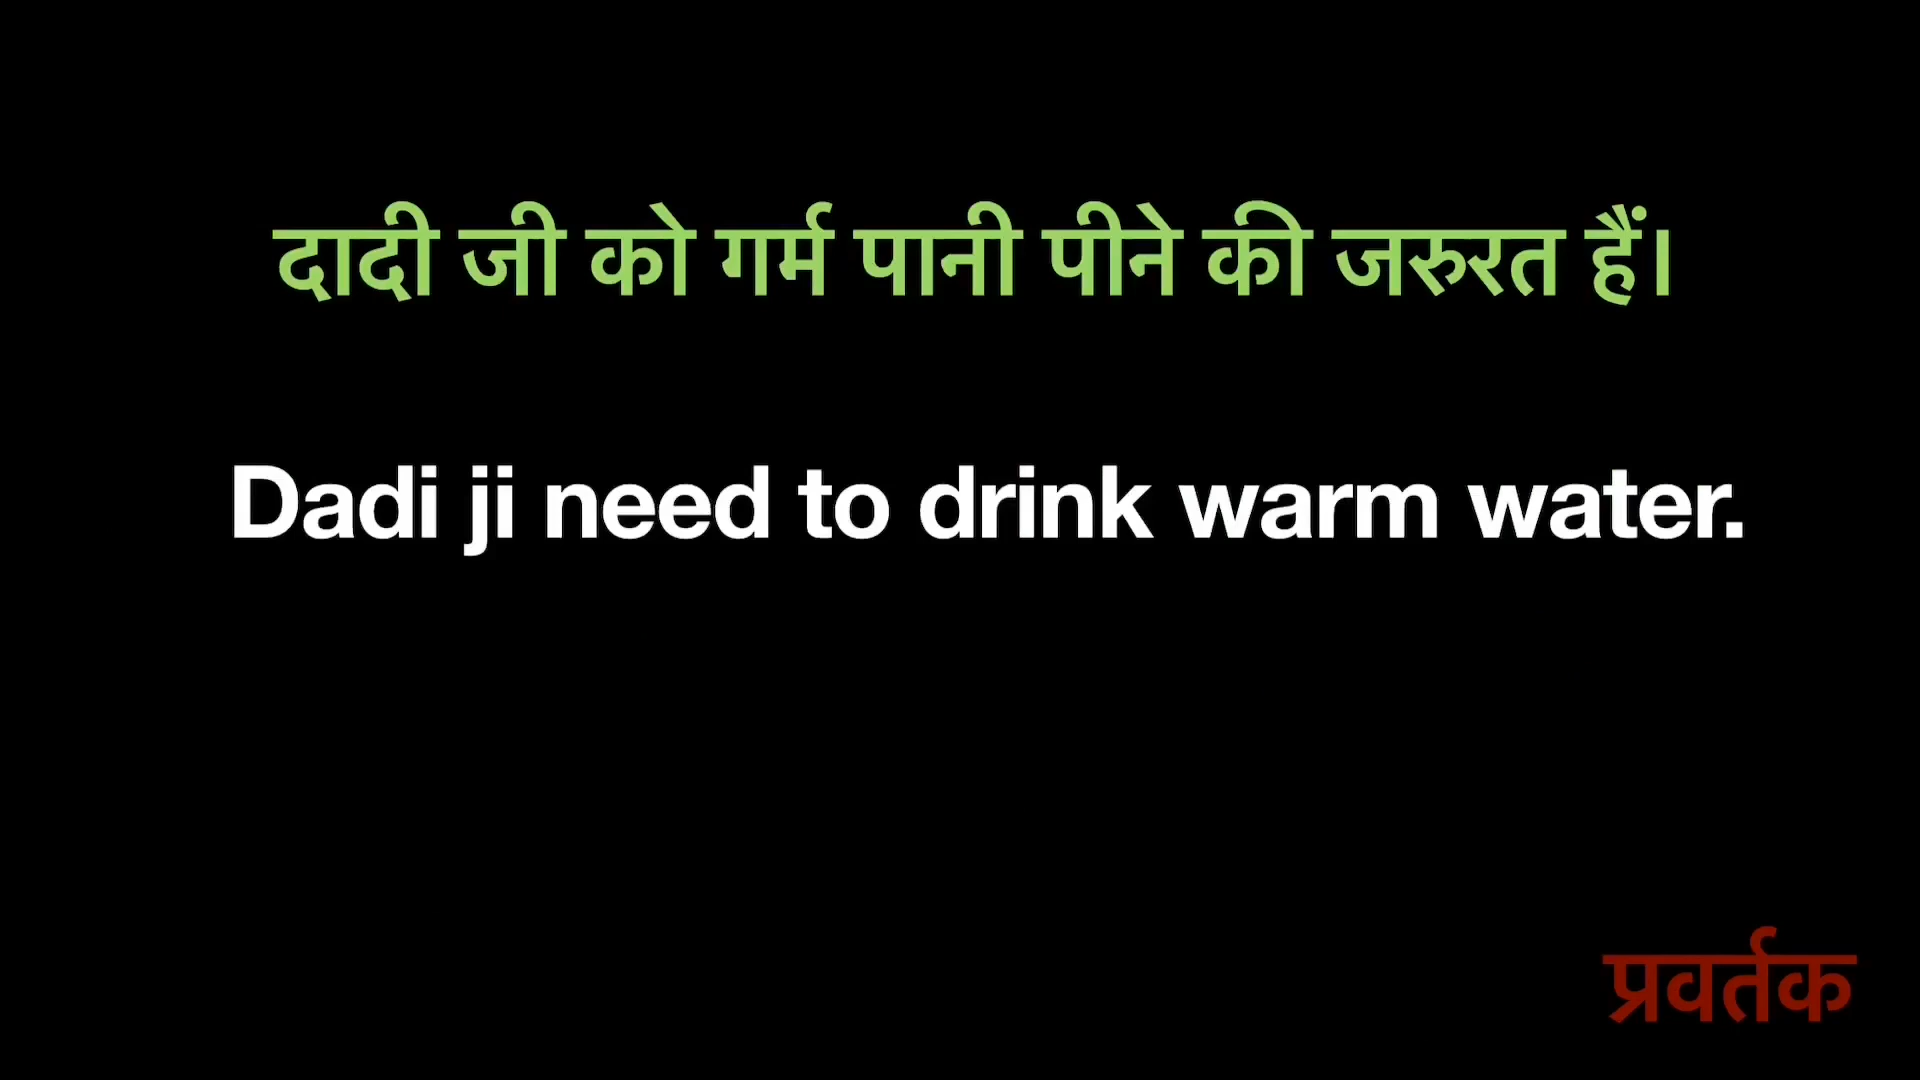 दादी जी को गर्म पानी पीने की जरुरत हैं।
Dadi ji need to drink warm water.
प्रवर्तक